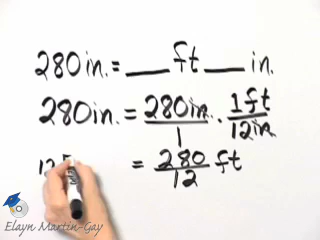 280 in. = ___ ft ___ in.
280 in. = 280 in./1 · 1 ft/12 in
12 = 280/12 ft
Elayn Martin-Gay